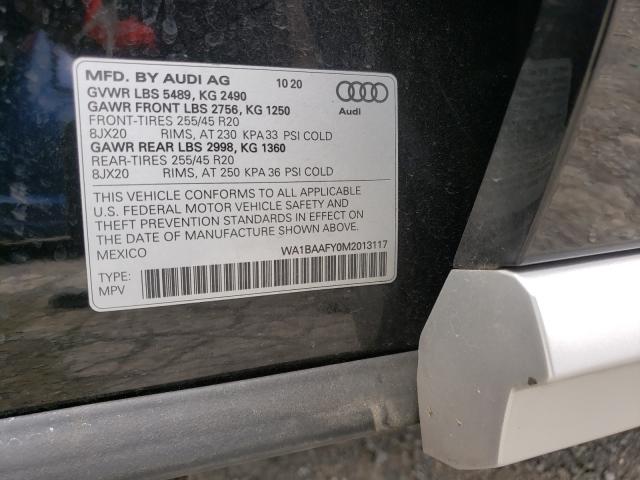 MFD. BY AUDI AG 10 20
GVWR LBS 5489, KG 2490
GAWR FRONT LBS 2756, KG 1250
FRONT-TIRES 255/45 R20
8JX20 RIMS, AT 230 KPA 33 PSI COLD
GAWR REAR LBS 2998, KG 1360
REAR-TIRES 255/45 R20
8JX20 RIMS, AT 250 KPA 36 PSI COLD
Audi
THIS VEHICLE CONFORMS TO ALL APPLICABLE
U.S. FEDERAL MOTOR VEHICLE SAFETY AND
THEFT PREVENTION STANDARDS IN EFFECT ON
THE DATE OF MANUFACTURE SHOWN ABOVE.
MEXICO WA1BAAFY0M2013117
TYPE:
MPV